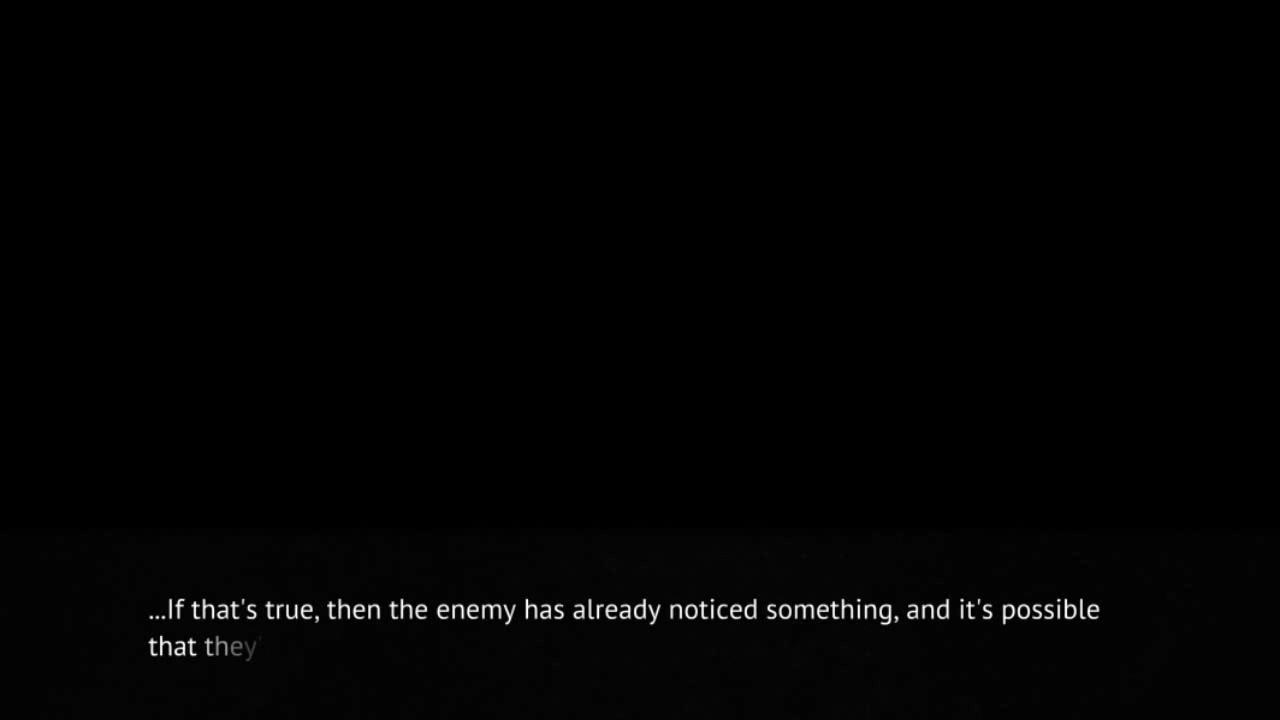 ...If that's true, then the enemy has already noticed something, and it's possible
that they'